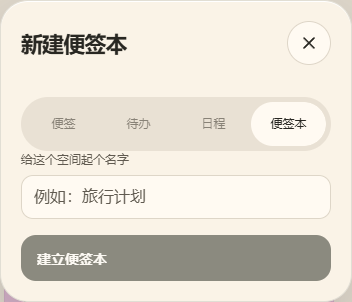 新建便签本
便签 待办 日程 便签本
给这个空间起个名字
例如：旅行计划
建立便签本